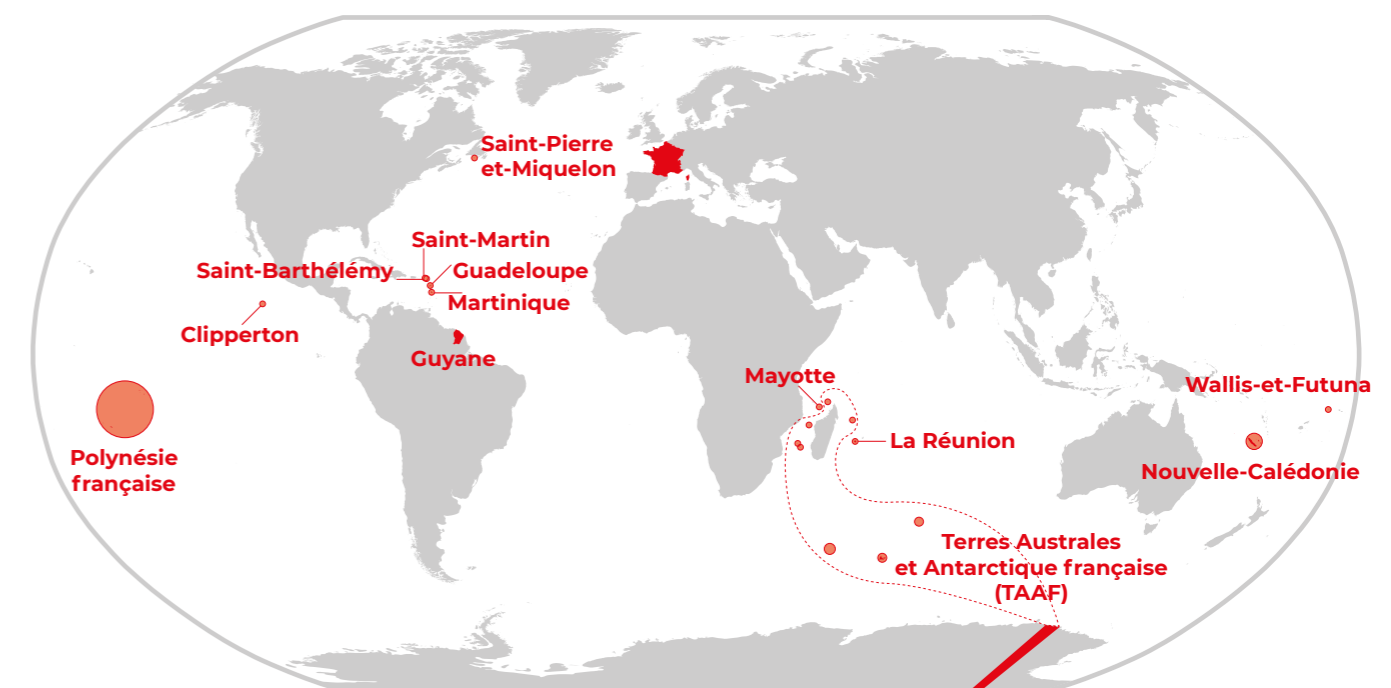 Saint-Pierre
et-Miquelon
Saint-Martin
Saint-Barthélémy
Guadeloupe
Martinique
Clipperton
Guyane
Mayotte
Wallis-et-Futuna
La Réunion
Polynésie
française
Nouvelle-Calédonie
Terres Australes
et Antarctique française
(TAAF)